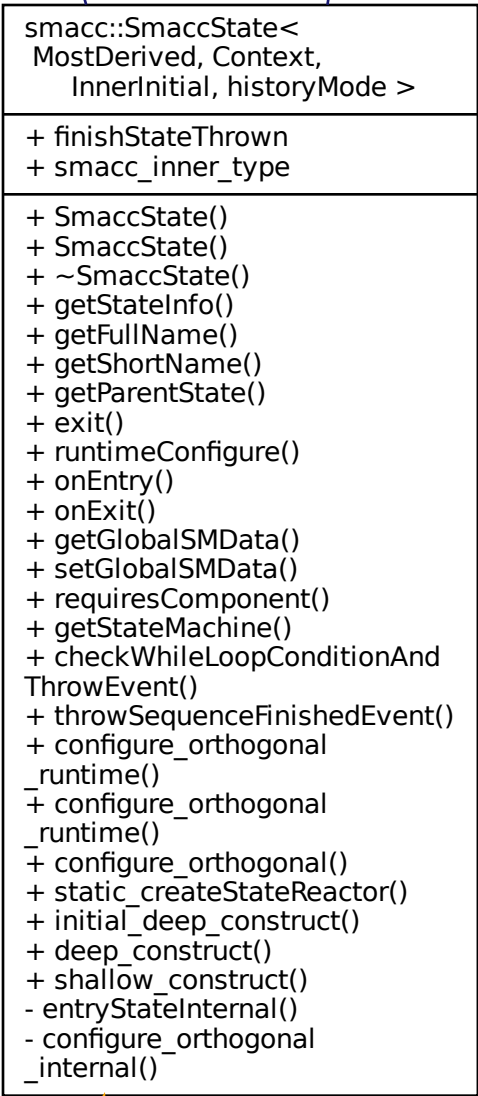 smacc::SmaccState<
MostDerived, Context,
InnerInitial, historyMode >
+ finishStateThrown
+ smacc_inner_type
+ SmaccState()
+ SmaccState()
+ ~SmaccState()
+ getStateInfo()
+ getFullName()
+ getShortName()
+ getParentState()
+ exit()
+ runtimeConfigure()
+ onEntry()
+ onExit()
+ getGlobalSMData()
+ setGlobalSMData()
+ requiresComponent()
+ getStateMachine()
+ checkWhileLoopConditionAnd
ThrowEvent()
+ throwSequenceFinishedEvent()
+ configure_orthogonal
_runtime()
+ configure_orthogonal
_runtime()
+ configure_orthogonal()
+ static_createStateReactor()
+ initial_deep_construct()
+ deep_construct()
+ shallow_construct()
- entryStateInternal()
- configure_orthogonal
_internal()